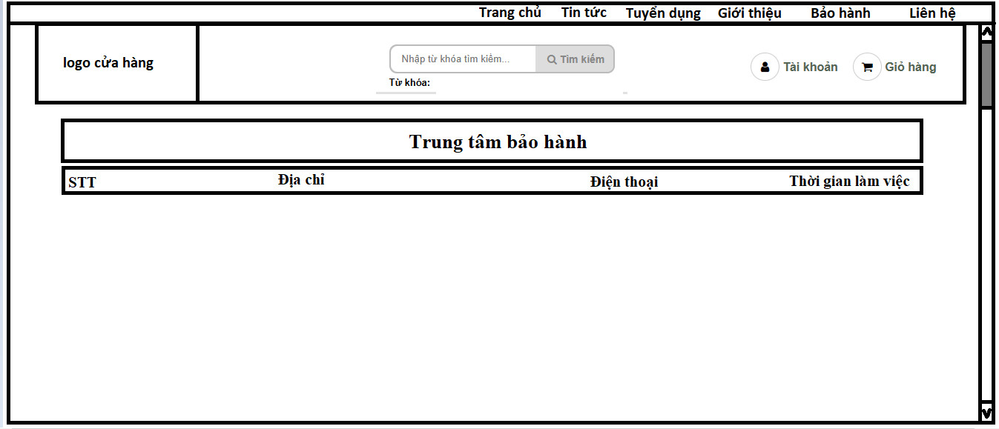 Trang chủ Tin tức Tuyển dụng Giới thiệu Bảo hành Liên hệ
logo cửa hàng
Nhập từ khóa tìm kiếm... Tìm kiếm
Từ khóa:
Tài khoản Giỏ hàng
Trung tâm bảo hành
STT Địa chỉ Điện thoại Thời gian làm việc